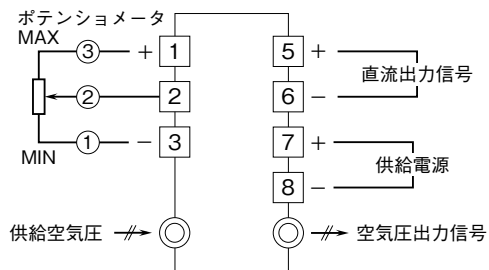 ポテンショメータ
MAX
③ + 1 5 +
直流出力信号
② 2 6 −
① − 3 7 +
MIN
供給電源
8 −
供給空気圧
空気圧出力信号